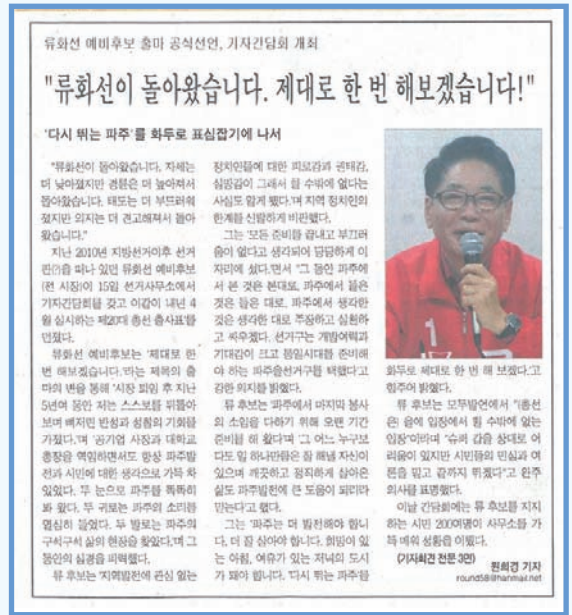 류화선 예비후보 출마 공식선언, 기자간담회 개최
"류화선이 돌아왔습니다. 제대로 한 번 해보겠습니다!"
'다시 뛰는 파주'를 화두로 표심잡기에 나서
"류화선이 돌아왔습니다. 자세는
더 낮아졌지만 경륜은 더 높아져서
돌아왔습니다. 태도는 더 부드러워
졌지만 의지는 더 견고해져서 돌아
왔습니다."
지난 2010년 지방선거이후 선거
판을 떠나 있던 류화선 예비후보
(전 시장)이 15일 선거사무소에서
기자간담회를 갖고 이같이 내년 4
월 실시하는 제20대 총선 출사표를
던졌다.
류화선 예비후보는 '제대로 한
번 해보겠습니다.'라는 제목의 출
마의 변을 통해 "시장 퇴임 후 지난
5년여 동안 저는 스스로를 뒤돌아
보며 뼈저린 반성과 성찰의 기회를
가졌다."며 "공기업 사장과 대학교
총장을 역임하면서도 항상 파주발
전과 시민에 대한 생각으로 가득 차
있었다. 두 눈으로 파주를 똑똑히
봐 왔다. 두 귀로는 파주의 소리를
열심히 들었다. 두 발로는 파주의
구석구석 삶의 현장을 찾았다."며 그
동안의 심경을 피력했다.
류 후보는 "지역발전에 관심 없는
정치인들에 대한 피로감과 권태감,
실망감이 그래서 클 수밖에 없다는
사실도 알게 됐다."며 지역 정치인의
한계를 신랄하게 비판했다.
그는 "모든 준비를 끝내고 부끄러
움이 없다고 생각되어 담담하게 이
자리에 섰다."면서 "그 동안 파주에
서 본 것은 본대로, 파주에서 들은
것은 들은 대로, 파주에서 생각한
것은 생각한 대로 주장하고 실천하
고 싸우겠다. 선거구는 개발여력과
기대감이 크고 통일시대를 준비해
야 하는 파주을선거구를 택했다"고
강한 의지를 밝혔다.
류 후보는 "파주에서 마지막 봉사
의 소임을 다하기 위해 오랜 기간
준비를 해 왔다"며 "그 어느 누구보
다도 일 하나만큼은 잘 해낼 자신이
있으며 깨끗하고 정직하게 살아온
삶도 파주발전에 큰 도움이 되리라
믿는다"고 했다.
그는 "파주는 더 발전해야 합니
다. 더 잘 살아야 합니다. 희망이 있
는 아침, 여유가 있는 저녁의 도시
가 돼야 합니다. '다시 뛰는 파주'를
화두로 제대로 한 번 해 보겠다."고
힘주어 밝혔다.
류 후보는 모두발언에서 "(총선
은 을에 입장에서 뛸 수밖에 없는
입장"이라며 "슈퍼 갑을 상대로 어
려움이 있지만 시민들의 민심과 여
론을 믿고 끝까지 뛰겠다"고 완주
의사를 표명했다.
이날 간담회에는 류 후보를 지지
하는 시민 200여명이 사무소를 가
득 메워 성황을 이뤘다.
(기자회견 전문 3면)
원희경 기자
round58@hanmail.net